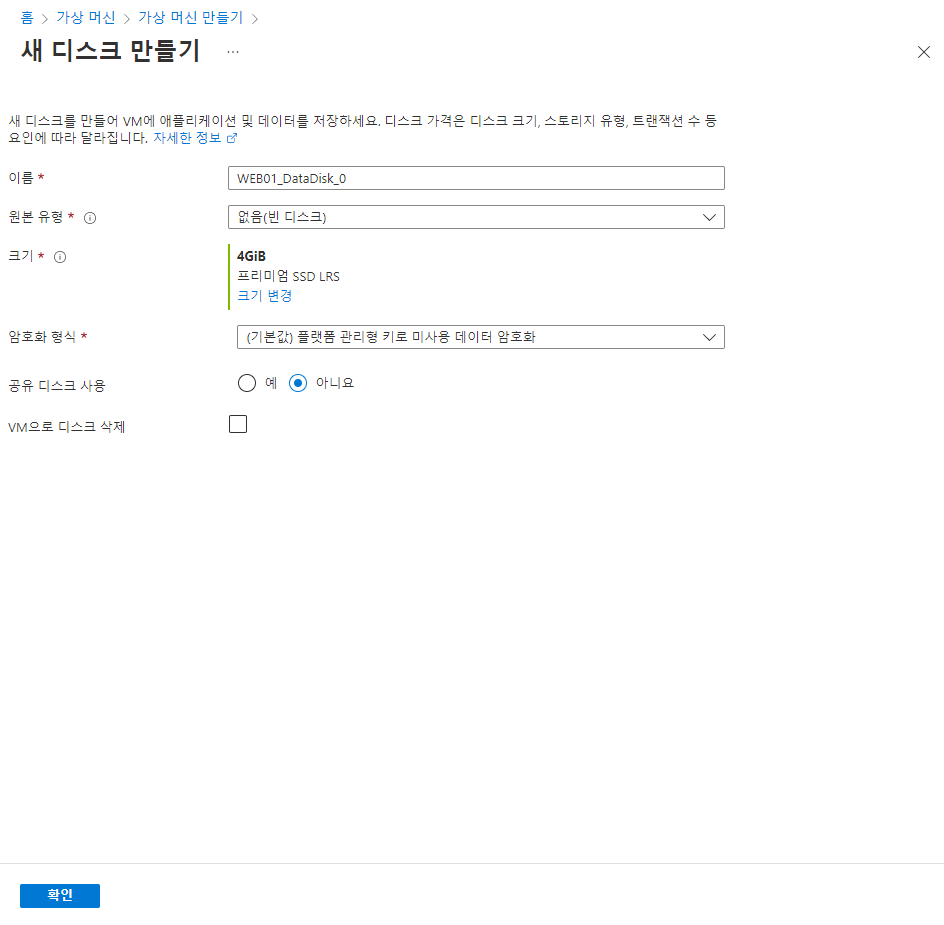 홈 > 가상 머신 > 가상 머신 만들기 >
새 디스크 만들기 ...
새 디스크를 만들어 VM에 애플리케이션 및 데이터를 저장하세요. 디스크 가격은 디스크 크기, 스토리지 유형, 트랜잭션 수 등
요인에 따라 달라집니다. 자세한 정보
이름 * WEB01_DataDisk_0
원본 유형 * 없음(빈 디스크)
크기 * 4GiB
프리미엄 SSD LRS
크기 변경
암호화 형식 * (기본값) 플랫폼 관리형 키로 미사용 데이터 암호화
공유 디스크 사용 예 아니요
VM으로 디스크 삭제
확인